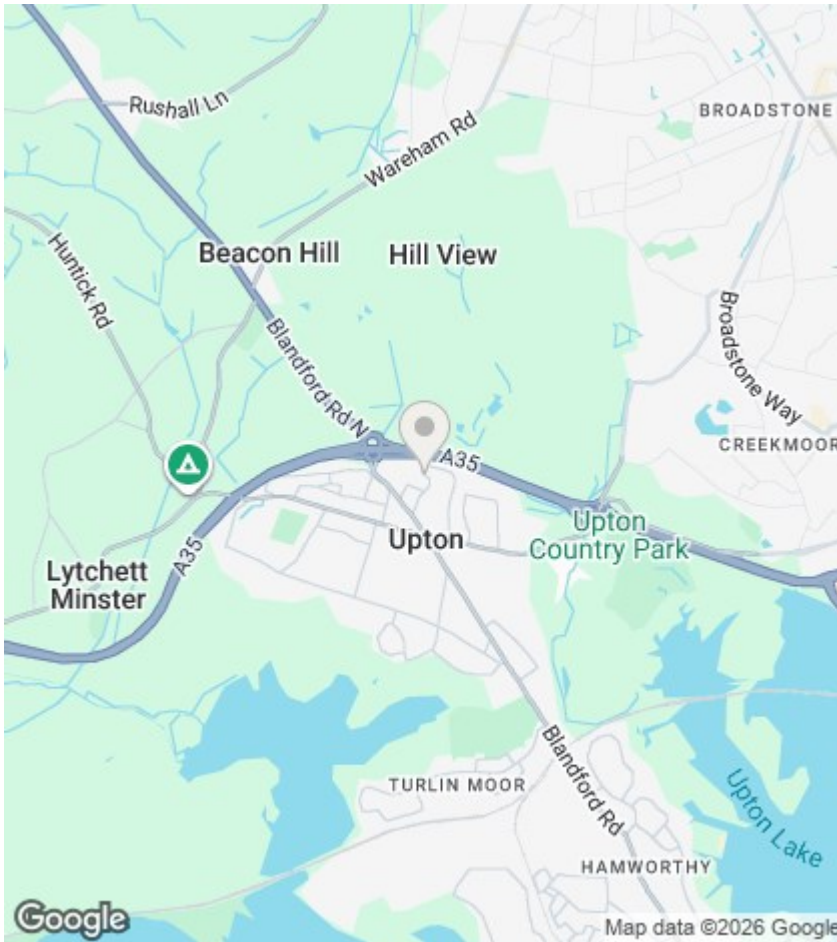 Rushall Ln
BROADSTONE
Wareham Rd
Beacon Hill
Hill View
Huntick Rd
Broadstone Way
Blandford Rd N
CREEKMOOR
A35
Upton
Country Park
Upton
A35
Lytchett
Minster
Blandford Rd
TURLIN MOOR
Upton Lake
HAMWORTHY
Google
Map data ©2026 Google